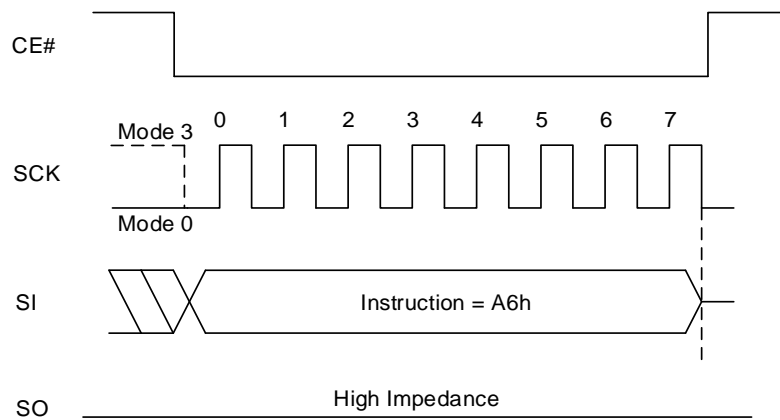 CE#
0 1 2 3 4 5 6 7
Mode 3
SCK
Mode 0
SI
Instruction = A6h
High Impedance
SO